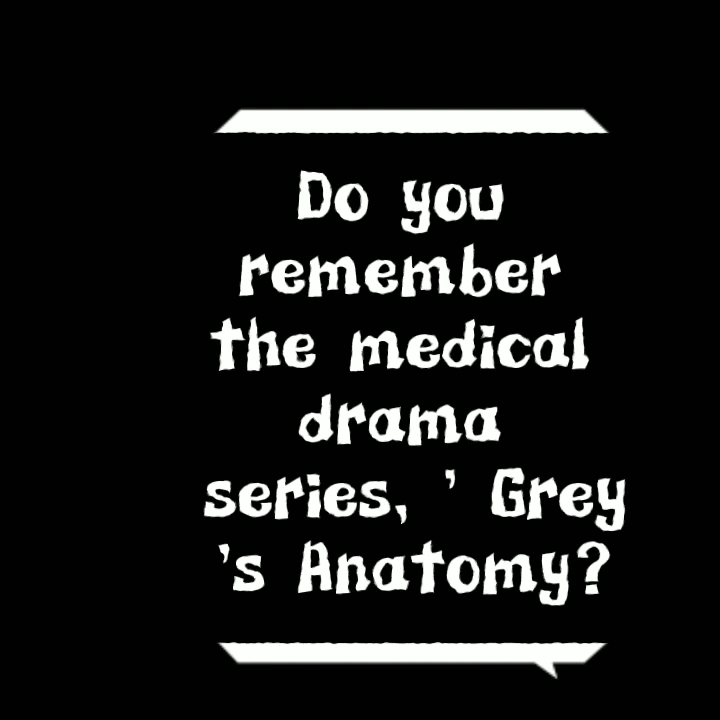 Do you
remember
the medical
drama
series, ' Grey
's Anatomy?